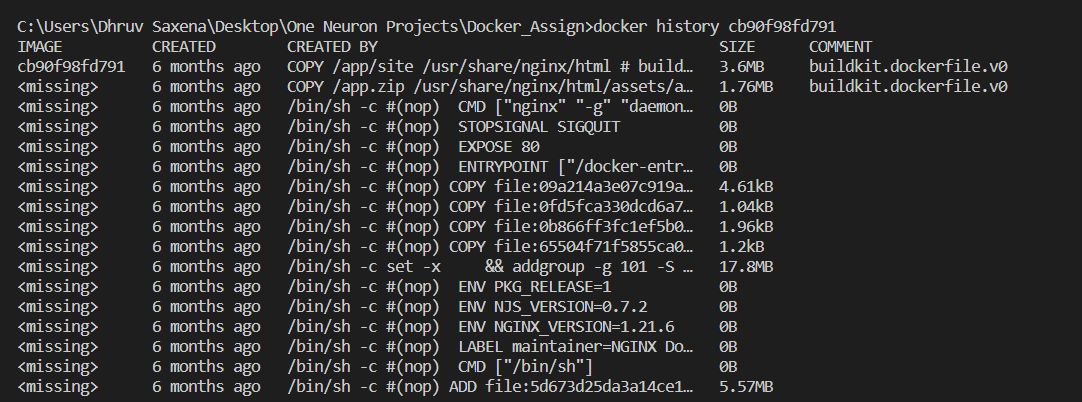 C:\Users\Dhruv Saxena\Desktop\One Neuron Projects\Docker_Assign>docker history cb90f98fd791
IMAGE CREATED CREATED BY SIZE COMMENT
cb90f98fd791 6 months ago COPY /app/site /usr/share/nginx/html # build… 3.6MB buildkit.dockerfile.v0
<missing> 6 months ago COPY /app.zip /usr/share/nginx/html/assets/a… 1.76MB buildkit.dockerfile.v0
<missing> 6 months ago /bin/sh -c #(nop) CMD ["nginx" "-g" "daemon… 0B
<missing> 6 months ago /bin/sh -c #(nop) STOPSIGNAL SIGQUIT 0B
<missing> 6 months ago /bin/sh -c #(nop) EXPOSE 80 0B
<missing> 6 months ago /bin/sh -c #(nop) ENTRYPOINT ["/docker-entr… 0B
<missing> 6 months ago /bin/sh -c #(nop) COPY file:09a214a3e07c919a… 4.61kB
<missing> 6 months ago /bin/sh -c #(nop) COPY file:0fd5fca330dcd6a7… 1.04kB
<missing> 6 months ago /bin/sh -c #(nop) COPY file:0b866ff3fc1ef5b0… 1.96kB
<missing> 6 months ago /bin/sh -c #(nop) COPY file:65504f71f5855ca0… 1.2kB
<missing> 6 months ago /bin/sh -c set -x && addgroup -g 101 -S … 17.8MB
<missing> 6 months ago /bin/sh -c #(nop) ENV PKG_RELEASE=1 0B
<missing> 6 months ago /bin/sh -c #(nop) ENV NJS_VERSION=0.7.2 0B
<missing> 6 months ago /bin/sh -c #(nop) ENV NGINX_VERSION=1.21.6 0B
<missing> 6 months ago /bin/sh -c #(nop) LABEL maintainer=NGINX Do… 0B
<missing> 6 months ago /bin/sh -c #(nop) CMD ["/bin/sh"] 0B
<missing> 6 months ago /bin/sh -c #(nop) ADD file:5d673d25da3a14ce1… 5.57MB